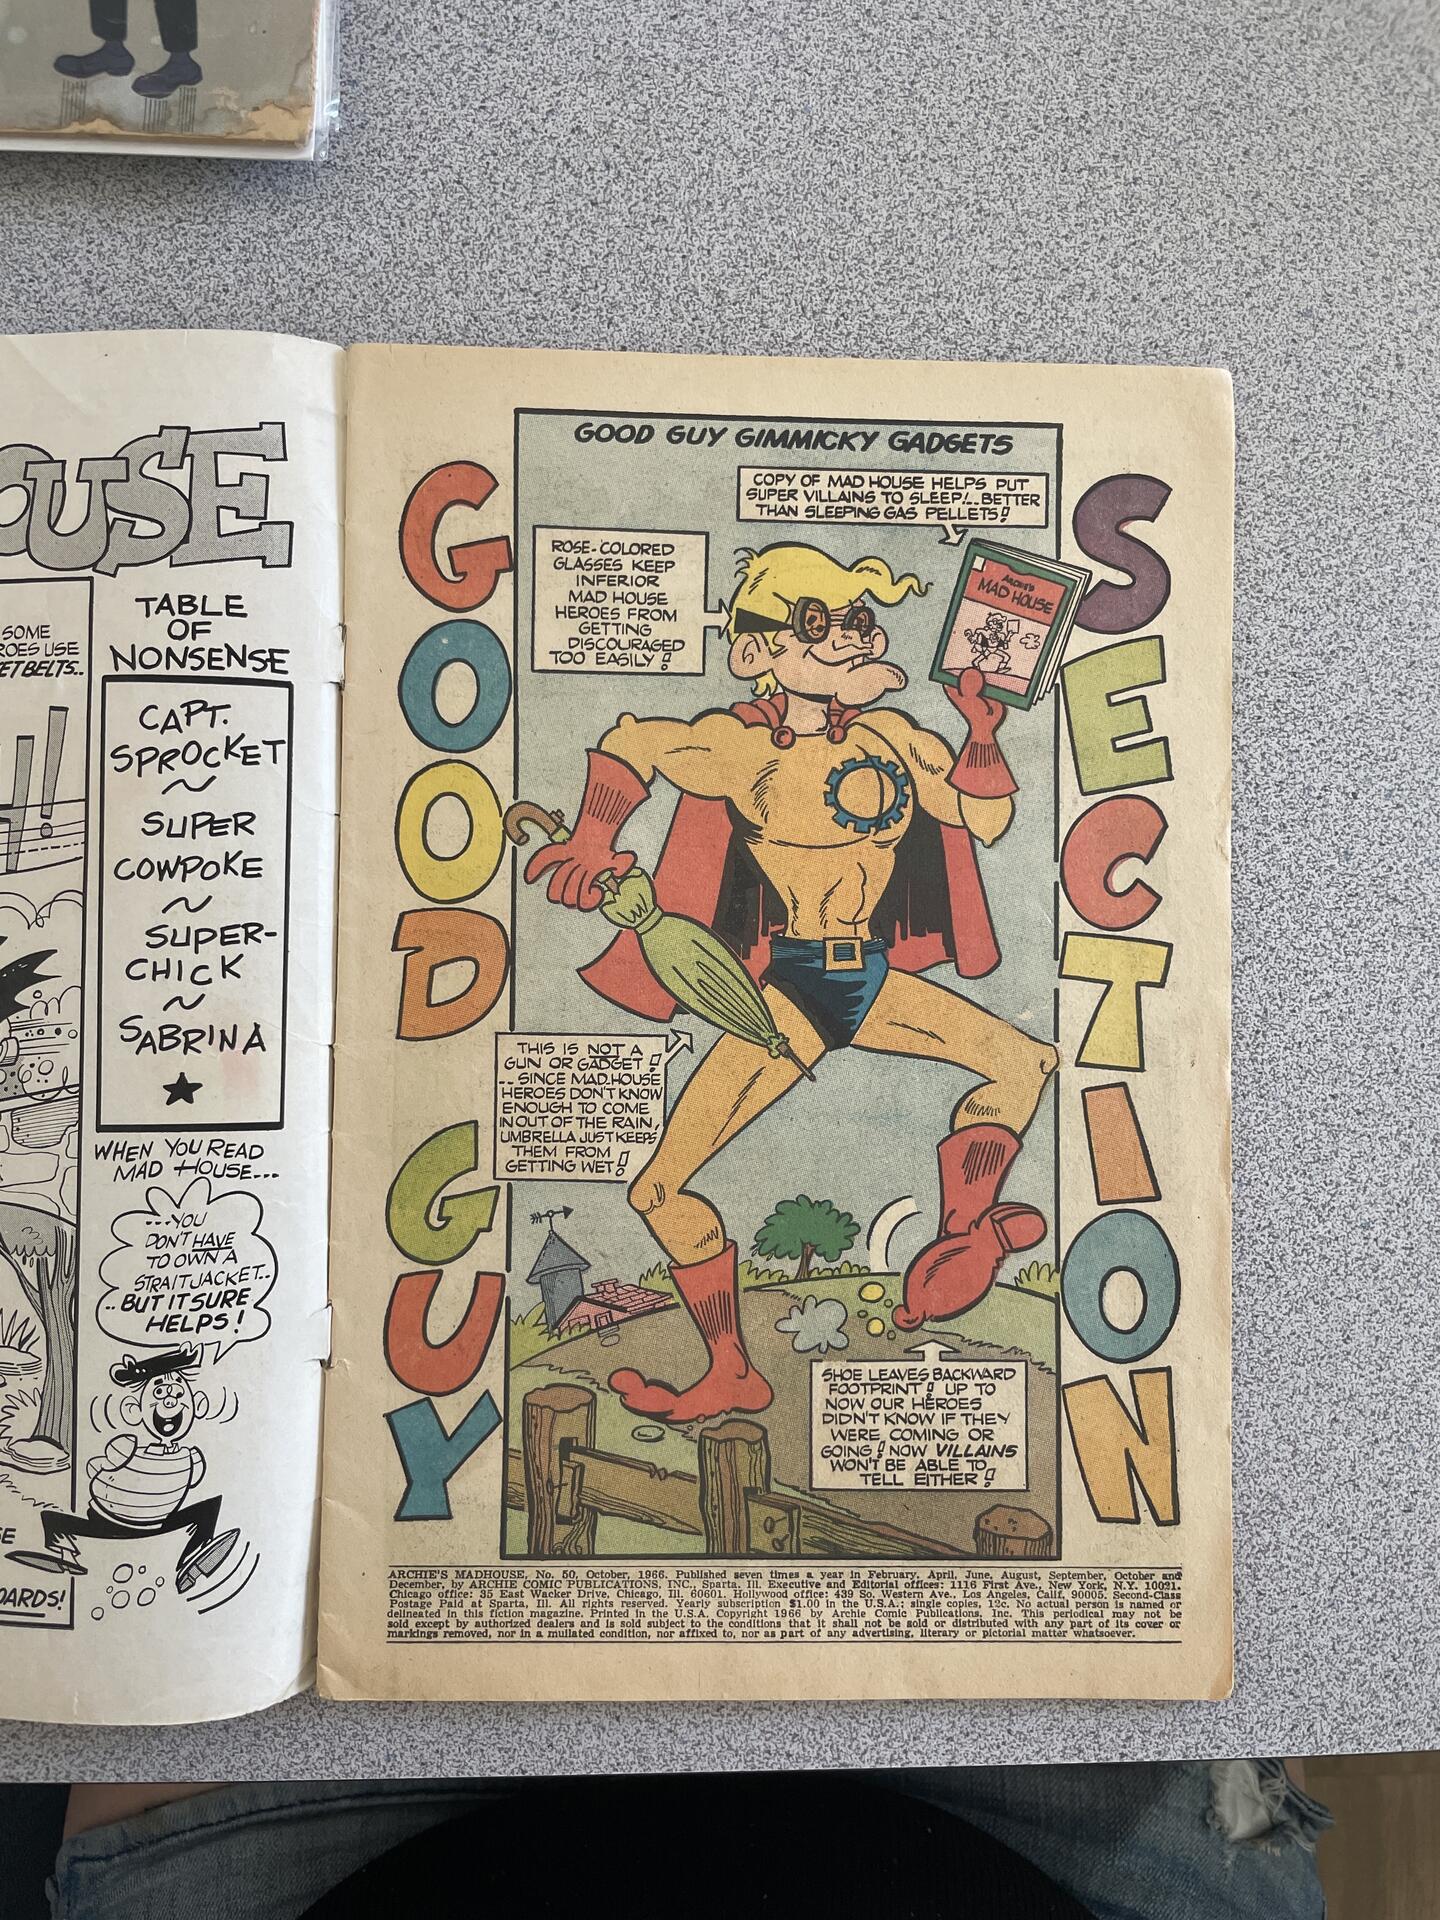 OUSE
SOME
ROES USE
ET BELTS..
TABLE
OF
NONSENSE
CAPT.
SPROCKET
~
SUPER
COWPOKE
~
SUPER-
CHICK
~
SABRINA
WHEN YOU READ
MAD HOUSE...
...YOU
DON'T HAVE
TO OWN A
STRAITJACKET..
..BUT IT SURE
HELPS!
OARDS!
GOOD GUY
GOOD GUY GIMMICKY GADGETS
COPY OF MAD HOUSE HELPS PUT
SUPER VILLAINS TO SLEEP!.. BETTER
THAN SLEEPING GAS PELLETS!
ROSE-COLORED
GLASSES KEEP
INFERIOR
MAD HOUSE
HEROES FROM
GETTING
DISCOURAGED
TOO EASILY!
ARCHIE'S
MAD HOUSE
THIS IS NOT A
GUN OR GADGET!
-- SINCE MAD HOUSE
HEROES DON'T KNOW
ENOUGH TO COME
IN OUT OF THE RAIN,
UMBRELLA JUST KEEPS
THEM FROM
GETTING WET!
SHOE LEAVES BACKWARD
FOOTPRINT! UP TO
NOW OUR HEROES
DIDN'T KNOW IF THEY
WERE COMING OR
GOING! NOW VILLAINS
WON'T BE ABLE TO
TELL EITHER!
SECTION
ARCHIE'S MADHOUSE, No. 50, October, 1966. Published seven times a year in February, April, June, August, September, October and
December, by ARCHIE COMIC PUBLICATIONS, INC., Sparta, Ill. Executive and Editorial offices: 1116 First Ave., New York, N.Y. 10021.
Chicago office: 35 East Wacker Drive, Chicago, Ill. 60601. Hollywood office: 439 So. Western Ave., Los Angeles, Calif. 90005. Second-Class
Postage Paid at Sparta, Ill. All rights reserved. Yearly subscription $1.00 in the U.S.A.; single copies, 12c. No actual person is named or
delineated in this fiction magazine. Printed in the U.S.A. Copyright 1966 by Archie Comic Publications, Inc. This periodical may not be
sold except by authorized dealers and is sold subject to the conditions that it shall not be sold or distributed with any part of its cover or
markings removed, nor in a mutilated condition, nor affixed to, nor as part of any advertising, literary or pictorial matter whatsoever.